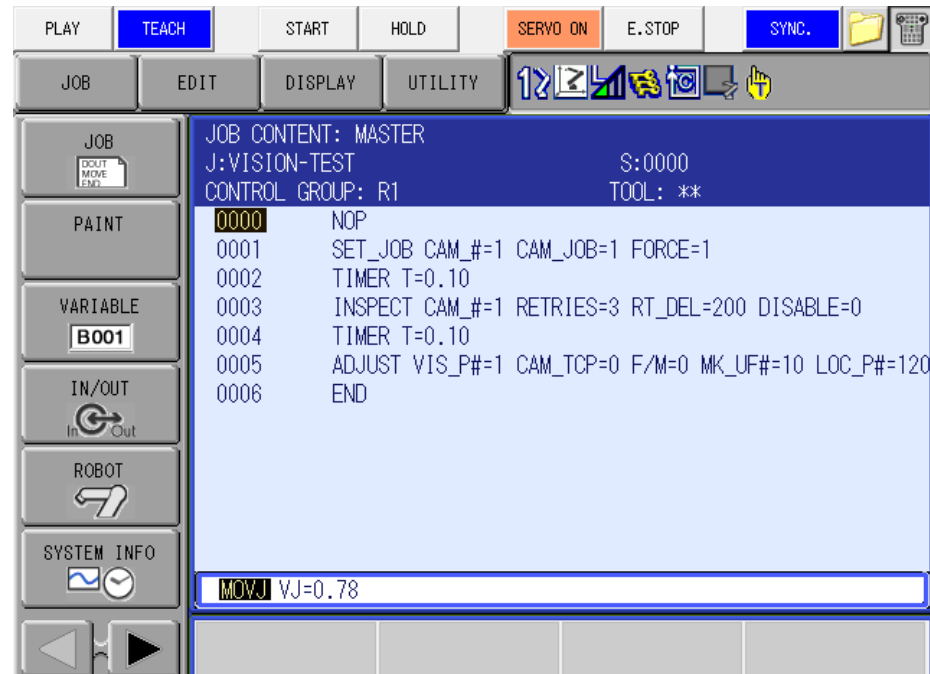 PLAY TEACH START HOLD SERVO ON E.STOP SYNC.
JOB EDIT DISPLAY UTILITY
JOB
DOUT
MOVE
END
PAINT
VARIABLE
B001
IN/OUT
In Out
ROBOT
SYSTEM INFO
JOB CONTENT: MASTER
J:VISION-TEST S:0000
CONTROL GROUP: R1 TOOL: **
0000 NOP
0001 SET_JOB CAM_#=1 CAM_JOB=1 FORCE=1
0002 TIMER T=0.10
0003 INSPECT CAM_#=1 RETRIES=3 RT_DEL=200 DISABLE=0
0004 TIMER T=0.10
0005 ADJUST VIS_P#=1 CAM_TCP=0 F/M=0 MK_UF#=10 LOC_P#=120
0006 END
MOVJ VJ=0.78